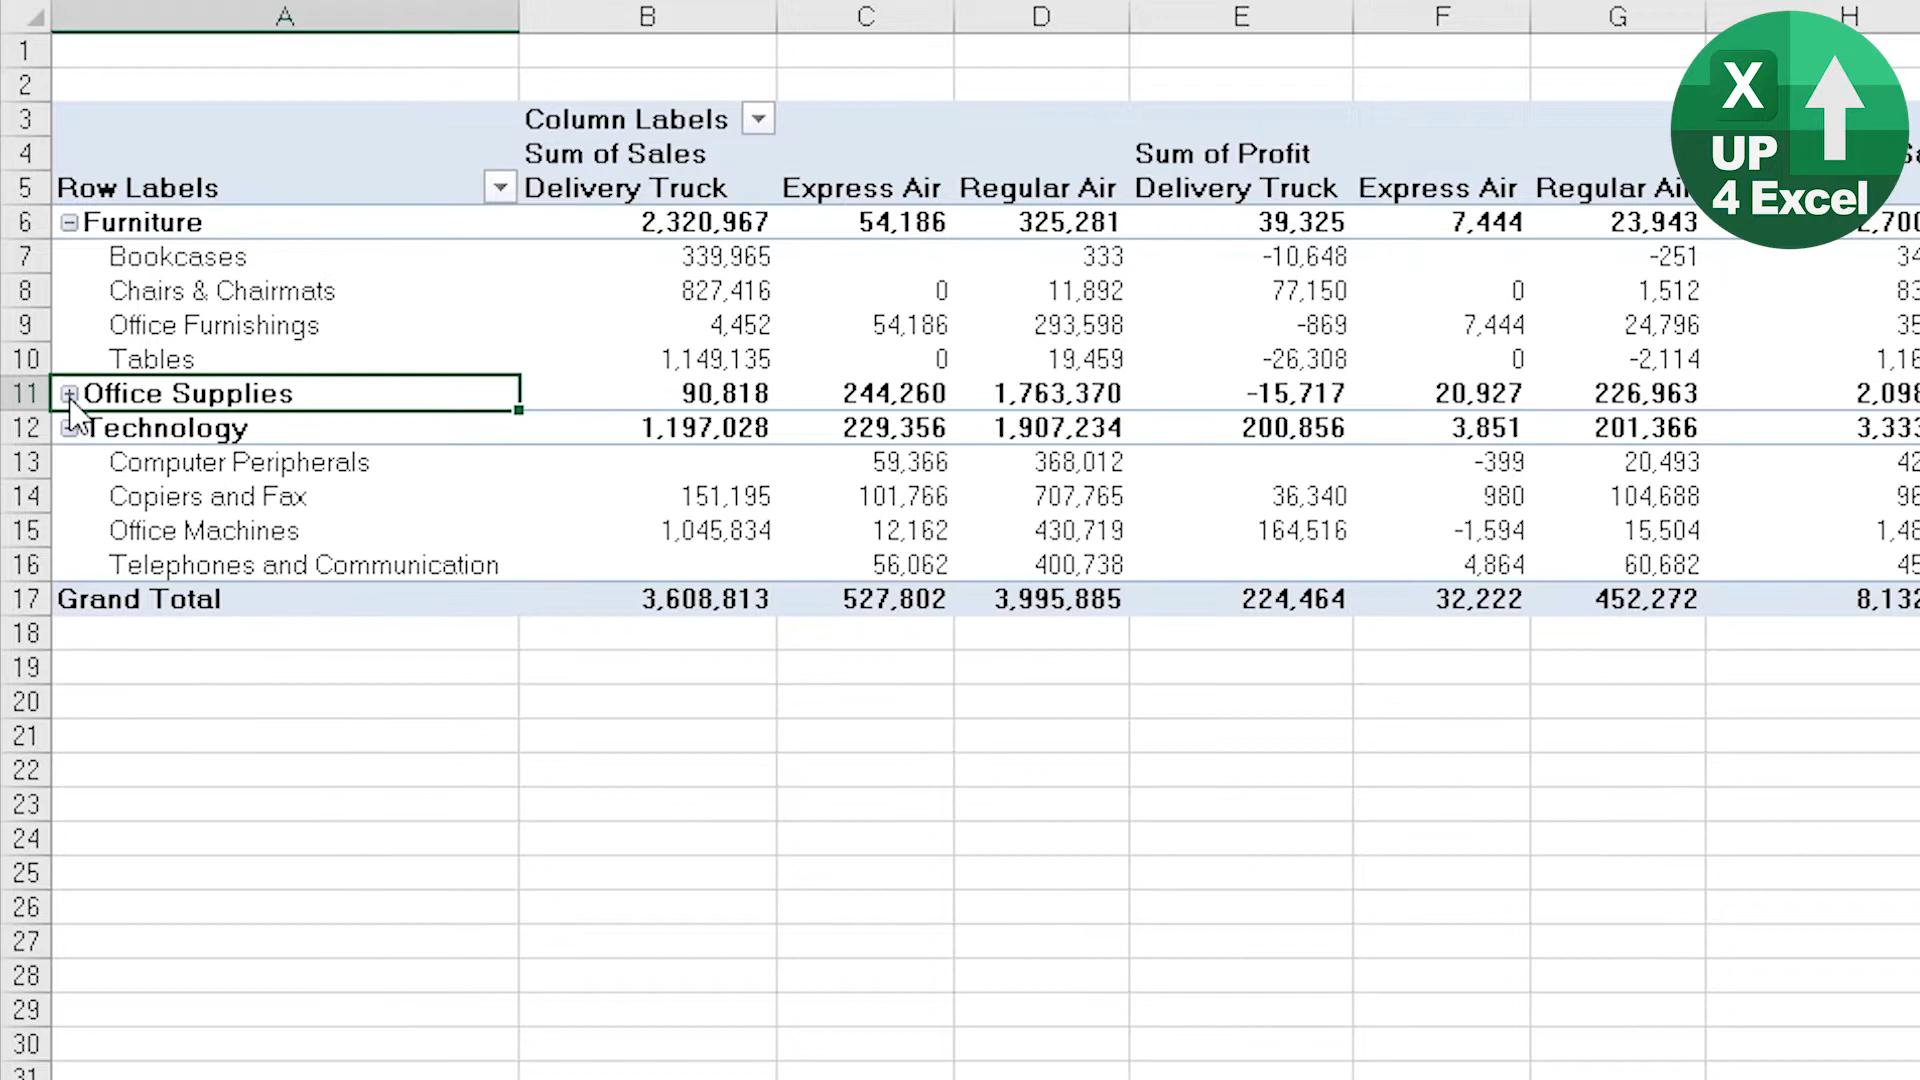 A B C D E F G H
1
2
3 Column Labels
4 Sum of Sales Sum of Profit
5 Row Labels Delivery Truck Express Air Regular Air Delivery Truck Express Air Regular Air
6 Furniture 2,320,967 54,186 325,281 39,325 7,444 23,943
7 Bookcases 339,965 333 -10,648 -251
8 Chairs & Chairmats 827,416 0 11,892 77,150 0 1,512
9 Office Furnishings 4,452 54,186 293,598 -869 7,444 24,796
10 Tables 1,149,135 0 19,459 -26,308 0 -2,114
11 Office Supplies 90,818 244,260 1,763,370 -15,717 20,927 226,963
12 Technology 1,197,028 229,356 1,907,234 200,856 3,851 201,366
13 Computer Peripherals 59,366 368,012 -399 20,493
14 Copiers and Fax 151,195 101,766 707,765 36,340 980 104,688
15 Office Machines 1,045,834 12,162 430,719 164,516 -1,594 15,504
16 Telephones and Communication 56,062 400,738 4,864 60,682
17 Grand Total 3,608,813 527,802 3,995,885 224,464 32,222 452,272
18
19
20
21
22
23
24
25
26
27
28
29
30
31
X
UP
4 Excel